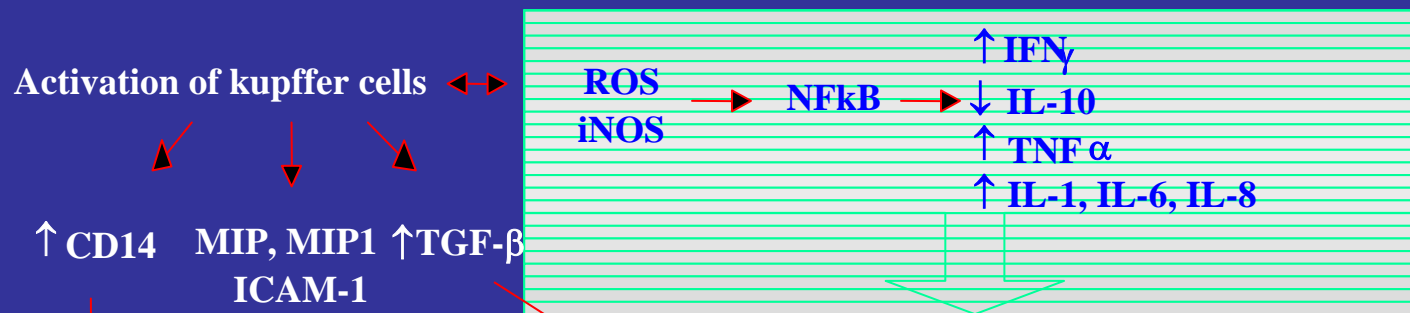 Activation of kupffer cells
ROS
iNOS
NFkB
↑ IFNγ
↓ IL-10
↑ TNF α
↑ IL-1, IL-6, IL-8
↑ CD14
MIP, MIP1
ICAM-1
↑TGF-β